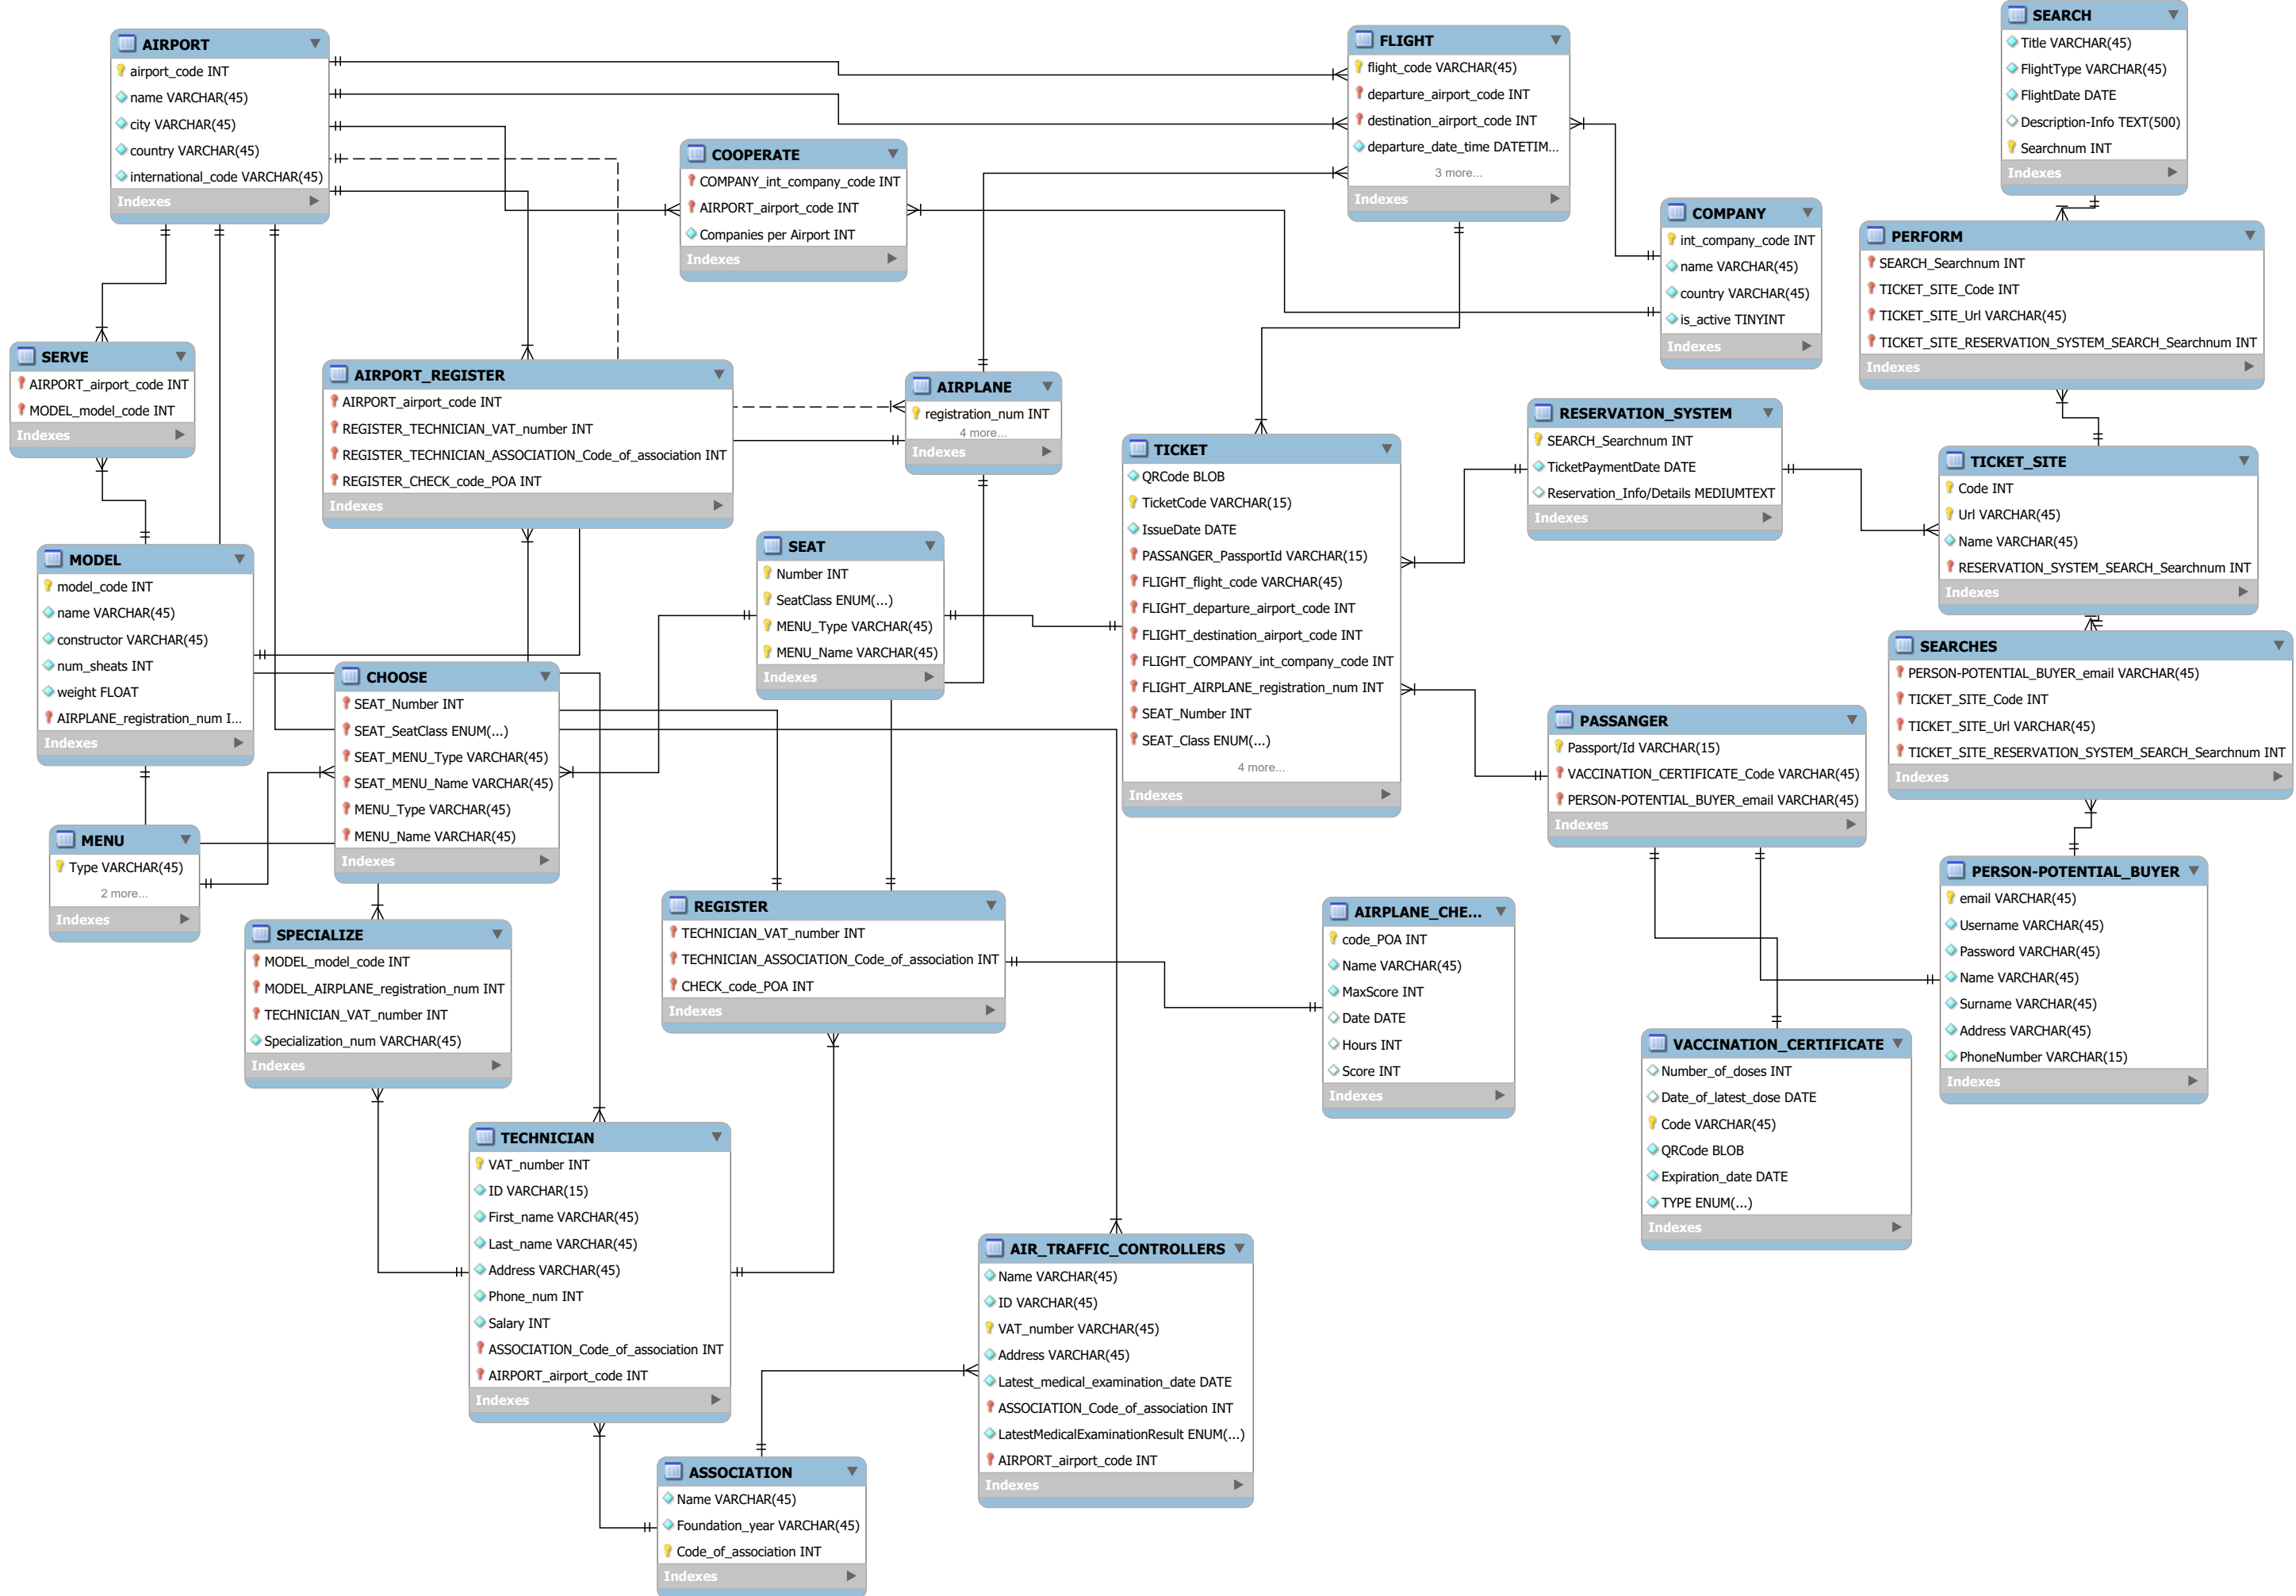 AIRPORT
airport_code INT
name VARCHAR(45)
city VARCHAR(45)
country VARCHAR(45)
international_code VARCHAR(45)
Indexes
FLIGHT
flight_code VARCHAR(45)
departure_airport_code INT
destination_airport_code INT
departure_date_time DATETIM...
3 more...
Indexes
SEARCH
Title VARCHAR(45)
FlightType VARCHAR(45)
FlightDate DATE
Description-Info TEXT(500)
Searchnum INT
Indexes
COOPERATE
COMPANY_int_company_code INT
AIRPORT_airport_code INT
Companies per Airport INT
Indexes
COMPANY
int_company_code INT
name VARCHAR(45)
country VARCHAR(45)
is_active TINYINT
Indexes
PERFORM
SEARCH_Searchnum INT
TICKET_SITE_Code INT
TICKET_SITE_Url VARCHAR(45)
TICKET_SITE_RESERVATION_SYSTEM_SEARCH_Searchnum INT
Indexes
SERVE
AIRPORT_airport_code INT
MODEL_model_code INT
Indexes
AIRPORT_REGISTER
AIRPORT_airport_code INT
REGISTER_TECHNICIAN_VAT_number INT
REGISTER_TECHNICIAN_ASSOCIATION_Code_of_association INT
REGISTER_CHECK_code_POA INT
Indexes
AIRPLANE
registration_num INT
4 more...
Indexes
TICKET
QRCode BLOB
TicketCode VARCHAR(15)
IssueDate DATE
PASSANGER_PassportId VARCHAR(15)
FLIGHT_flight_code VARCHAR(45)
FLIGHT_departure_airport_code INT
FLIGHT_destination_airport_code INT
FLIGHT_COMPANY_int_company_code INT
FLIGHT_AIRPLANE_registration_num INT
SEAT_Number INT
SEAT_Class ENUM(...)
4 more...
Indexes
RESERVATION_SYSTEM
SEARCH_Searchnum INT
TicketPaymentDate DATE
Reservation_Info/Details MEDIUMTEXT
Indexes
TICKET_SITE
Code INT
Url VARCHAR(45)
Name VARCHAR(45)
RESERVATION_SYSTEM_SEARCH_Searchnum INT
Indexes
MODEL
model_code INT
name VARCHAR(45)
constructor VARCHAR(45)
num_sheats INT
weight FLOAT
AIRPLANE_registration_num I...
Indexes
SEAT
Number INT
SeatClass ENUM(...)
MENU_Type VARCHAR(45)
MENU_Name VARCHAR(45)
Indexes
SEARCHES
PERSON-POTENTIAL_BUYER_email VARCHAR(45)
TICKET_SITE_Code INT
TICKET_SITE_Url VARCHAR(45)
TICKET_SITE_RESERVATION_SYSTEM_SEARCH_Searchnum INT
Indexes
CHOOSE
SEAT_Number INT
SEAT_SeatClass ENUM(...)
SEAT_MENU_Type VARCHAR(45)
SEAT_MENU_Name VARCHAR(45)
MENU_Type VARCHAR(45)
MENU_Name VARCHAR(45)
Indexes
PASSANGER
Passport/Id VARCHAR(15)
VACCINATION_CERTIFICATE_Code VARCHAR(45)
PERSON-POTENTIAL_BUYER_email VARCHAR(45)
Indexes
MENU
Type VARCHAR(45)
2 more...
Indexes
SPECIALIZE
MODEL_model_code INT
MODEL_AIRPLANE_registration_num INT
TECHNICIAN_VAT_number INT
Specialization_num VARCHAR(45)
Indexes
REGISTER
TECHNICIAN_VAT_number INT
TECHNICIAN_ASSOCIATION_Code_of_association INT
CHECK_code_POA INT
Indexes
AIRPLANE_CHE...
code_POA INT
Name VARCHAR(45)
MaxScore INT
Date DATE
Hours INT
Score INT
Indexes
PERSON-POTENTIAL_BUYER
email VARCHAR(45)
Username VARCHAR(45)
Password VARCHAR(45)
Name VARCHAR(45)
Surname VARCHAR(45)
Address VARCHAR(45)
PhoneNumber VARCHAR(15)
Indexes
VACCINATION_CERTIFICATE
Number_of_doses INT
Date_of_latest_dose DATE
Code VARCHAR(45)
QRCode BLOB
Expiration_date DATE
TYPE ENUM(...)
Indexes
TECHNICIAN
VAT_number INT
ID VARCHAR(15)
First_name VARCHAR(45)
Last_name VARCHAR(45)
Address VARCHAR(45)
Phone_num INT
Salary INT
ASSOCIATION_Code_of_association INT
AIRPORT_airport_code INT
Indexes
AIR_TRAFFIC_CONTROLLERS
Name VARCHAR(45)
ID VARCHAR(45)
VAT_number VARCHAR(45)
Address VARCHAR(45)
Latest_medical_examination_date DATE
ASSOCIATION_Code_of_association INT
LatestMedicalExaminationResult ENUM(...)
AIRPORT_airport_code INT
Indexes
ASSOCIATION
Name VARCHAR(45)
Foundation_year VARCHAR(45)
Code_of_association INT
Indexes